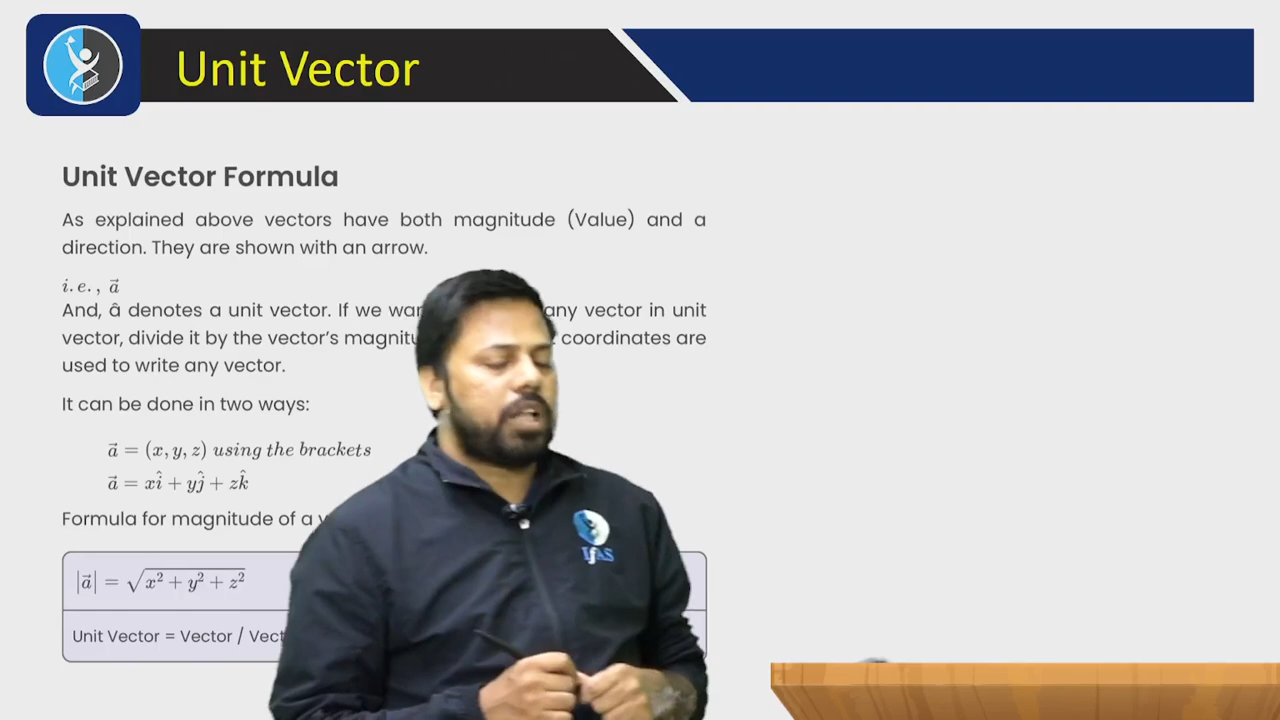 Unit Vector
Unit Vector Formula
As explained above vectors have both magnitude (Value) and a
direction. They are shown with an arrow.
i.e., a⃗
And, â denotes a unit vector. If we any vector in unit
vector, divide it by the vector's coordinates are
used to write any vector.
It can be done in two ways:
a⃗ = (x, y, z) using the brackets
a⃗ = xî + yĵ + zk̂
Formula for magnitude of a
|a⃗| = √x² + y² + z²
Unit Vector = Vector /
IFAS